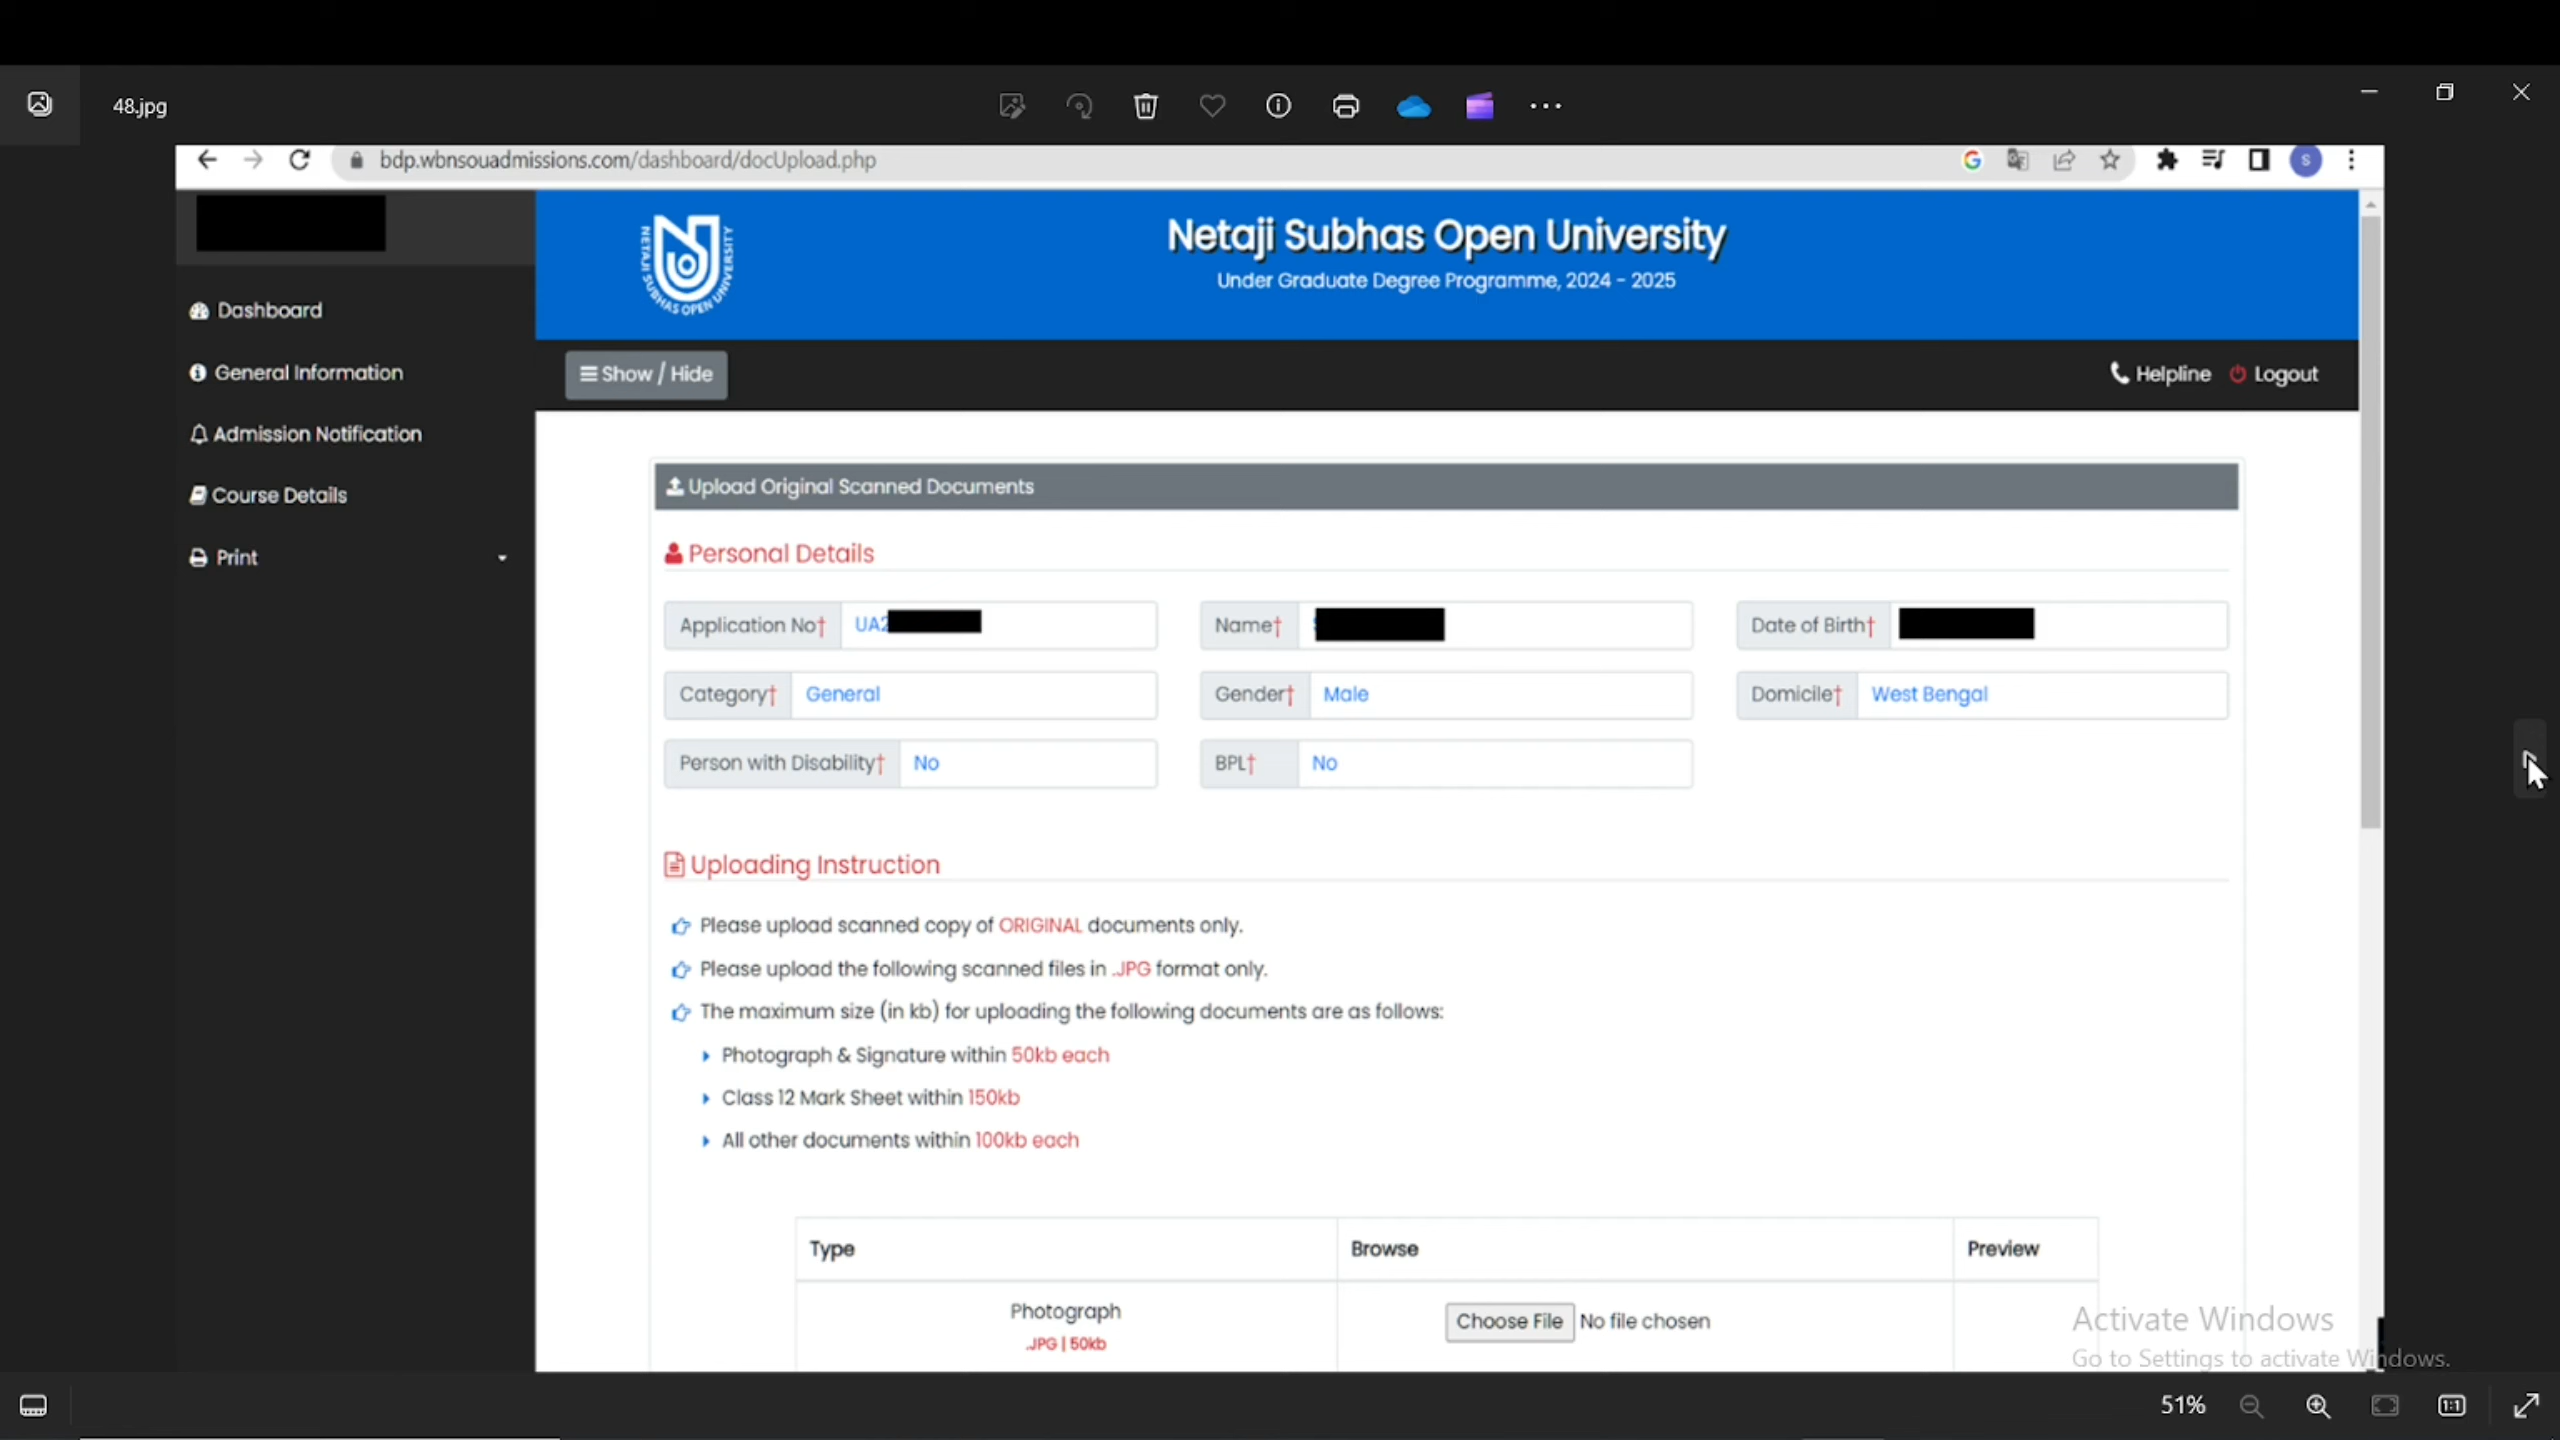 48.jpg
bdp.wbnsouadmissions.com/dashboard/docUpload.php
S
NETAJI SUBHAS OPEN UNIVERSITY
Netaji Subhas Open University
Under Graduate Degree Programme, 2024 - 2025
Dashboard
General Information
Admission Notification
Course Details
Print
Show / Hide
Helpline Logout
Upload Original Scanned Documents
Personal Details
Application No† UA2
Name†
Date of Birth†
Category† General
Gender† Male
Domicile† West Bengal
Person with Disability† No
BPL† No
Uploading Instruction
Please upload scanned copy of ORIGINAL documents only.
Please upload the following scanned files in .JPG format only.
The maximum size (in kb) for uploading the following documents are as follows:
Photograph & Signature within 50kb each
Class 12 Mark Sheet within 150kb
All other documents within 100kb each
Type Browse Preview
Photograph
.JPG | 50kb
Choose File No file chosen
Activate Windows
Go to Settings to activate Windows.
51%
1:1